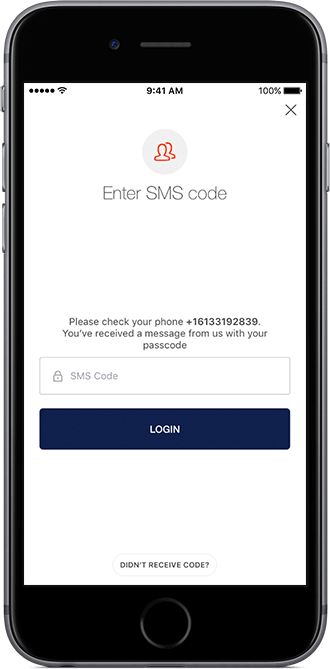 9:41 AM 100%
Enter SMS code
Please check your phone +16133192839.
You've received a message from us with your
passcode
SMS Code
LOGIN
DIDN'T RECEIVE CODE?